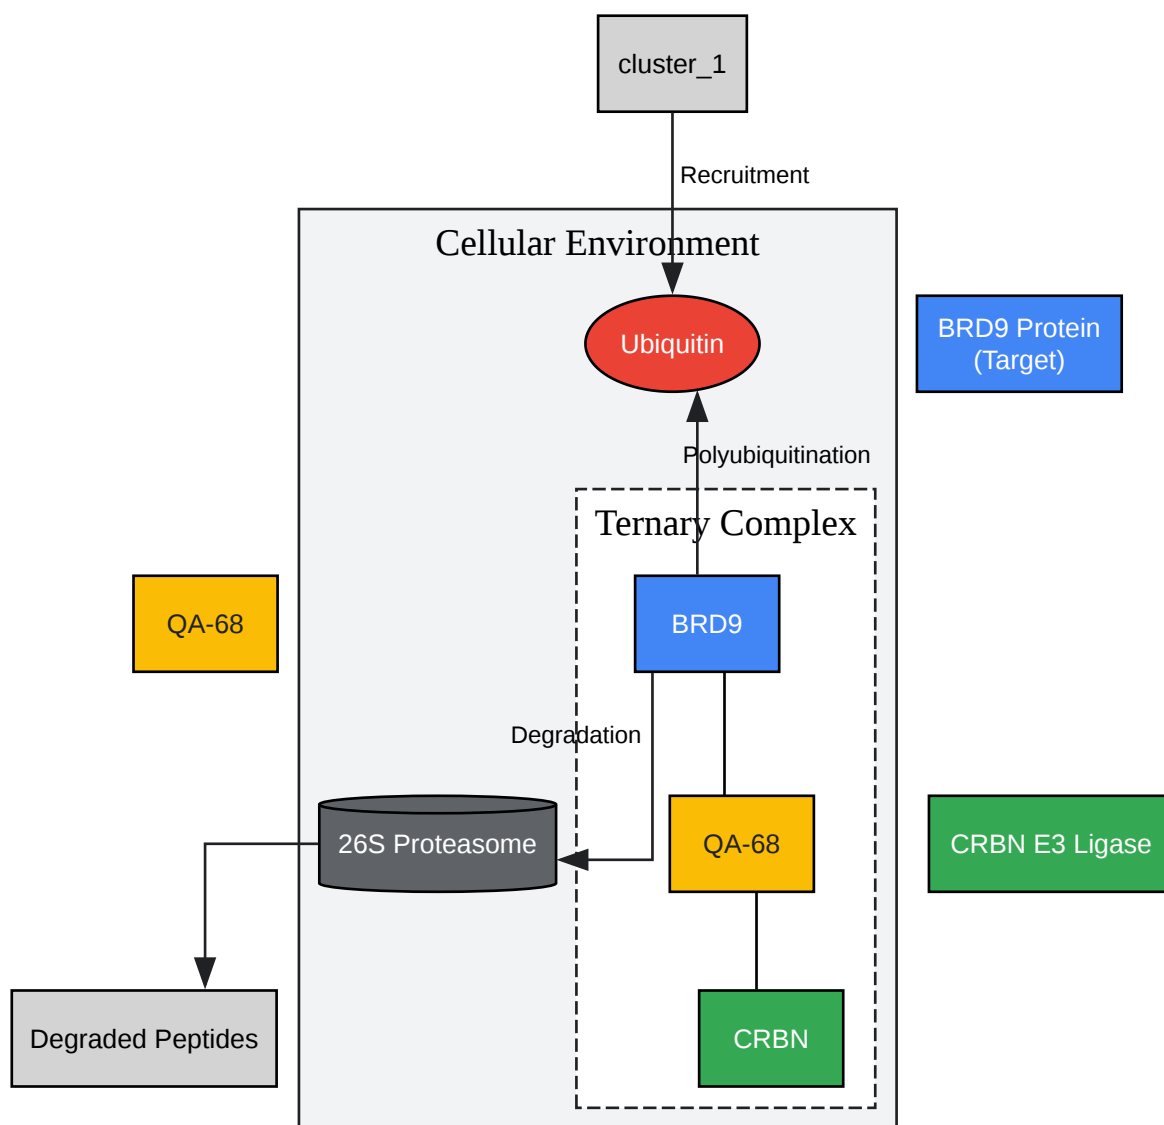 cluster_1
Recruitment
Cellular Environment
Ubiquitin
BRD9 Protein
(Target)
Polyubiquitination
Ternary Complex
QA-68
BRD9
Degradation
26S Proteasome
QA-68
CRBN E3 Ligase
Degraded Peptides
CRBN